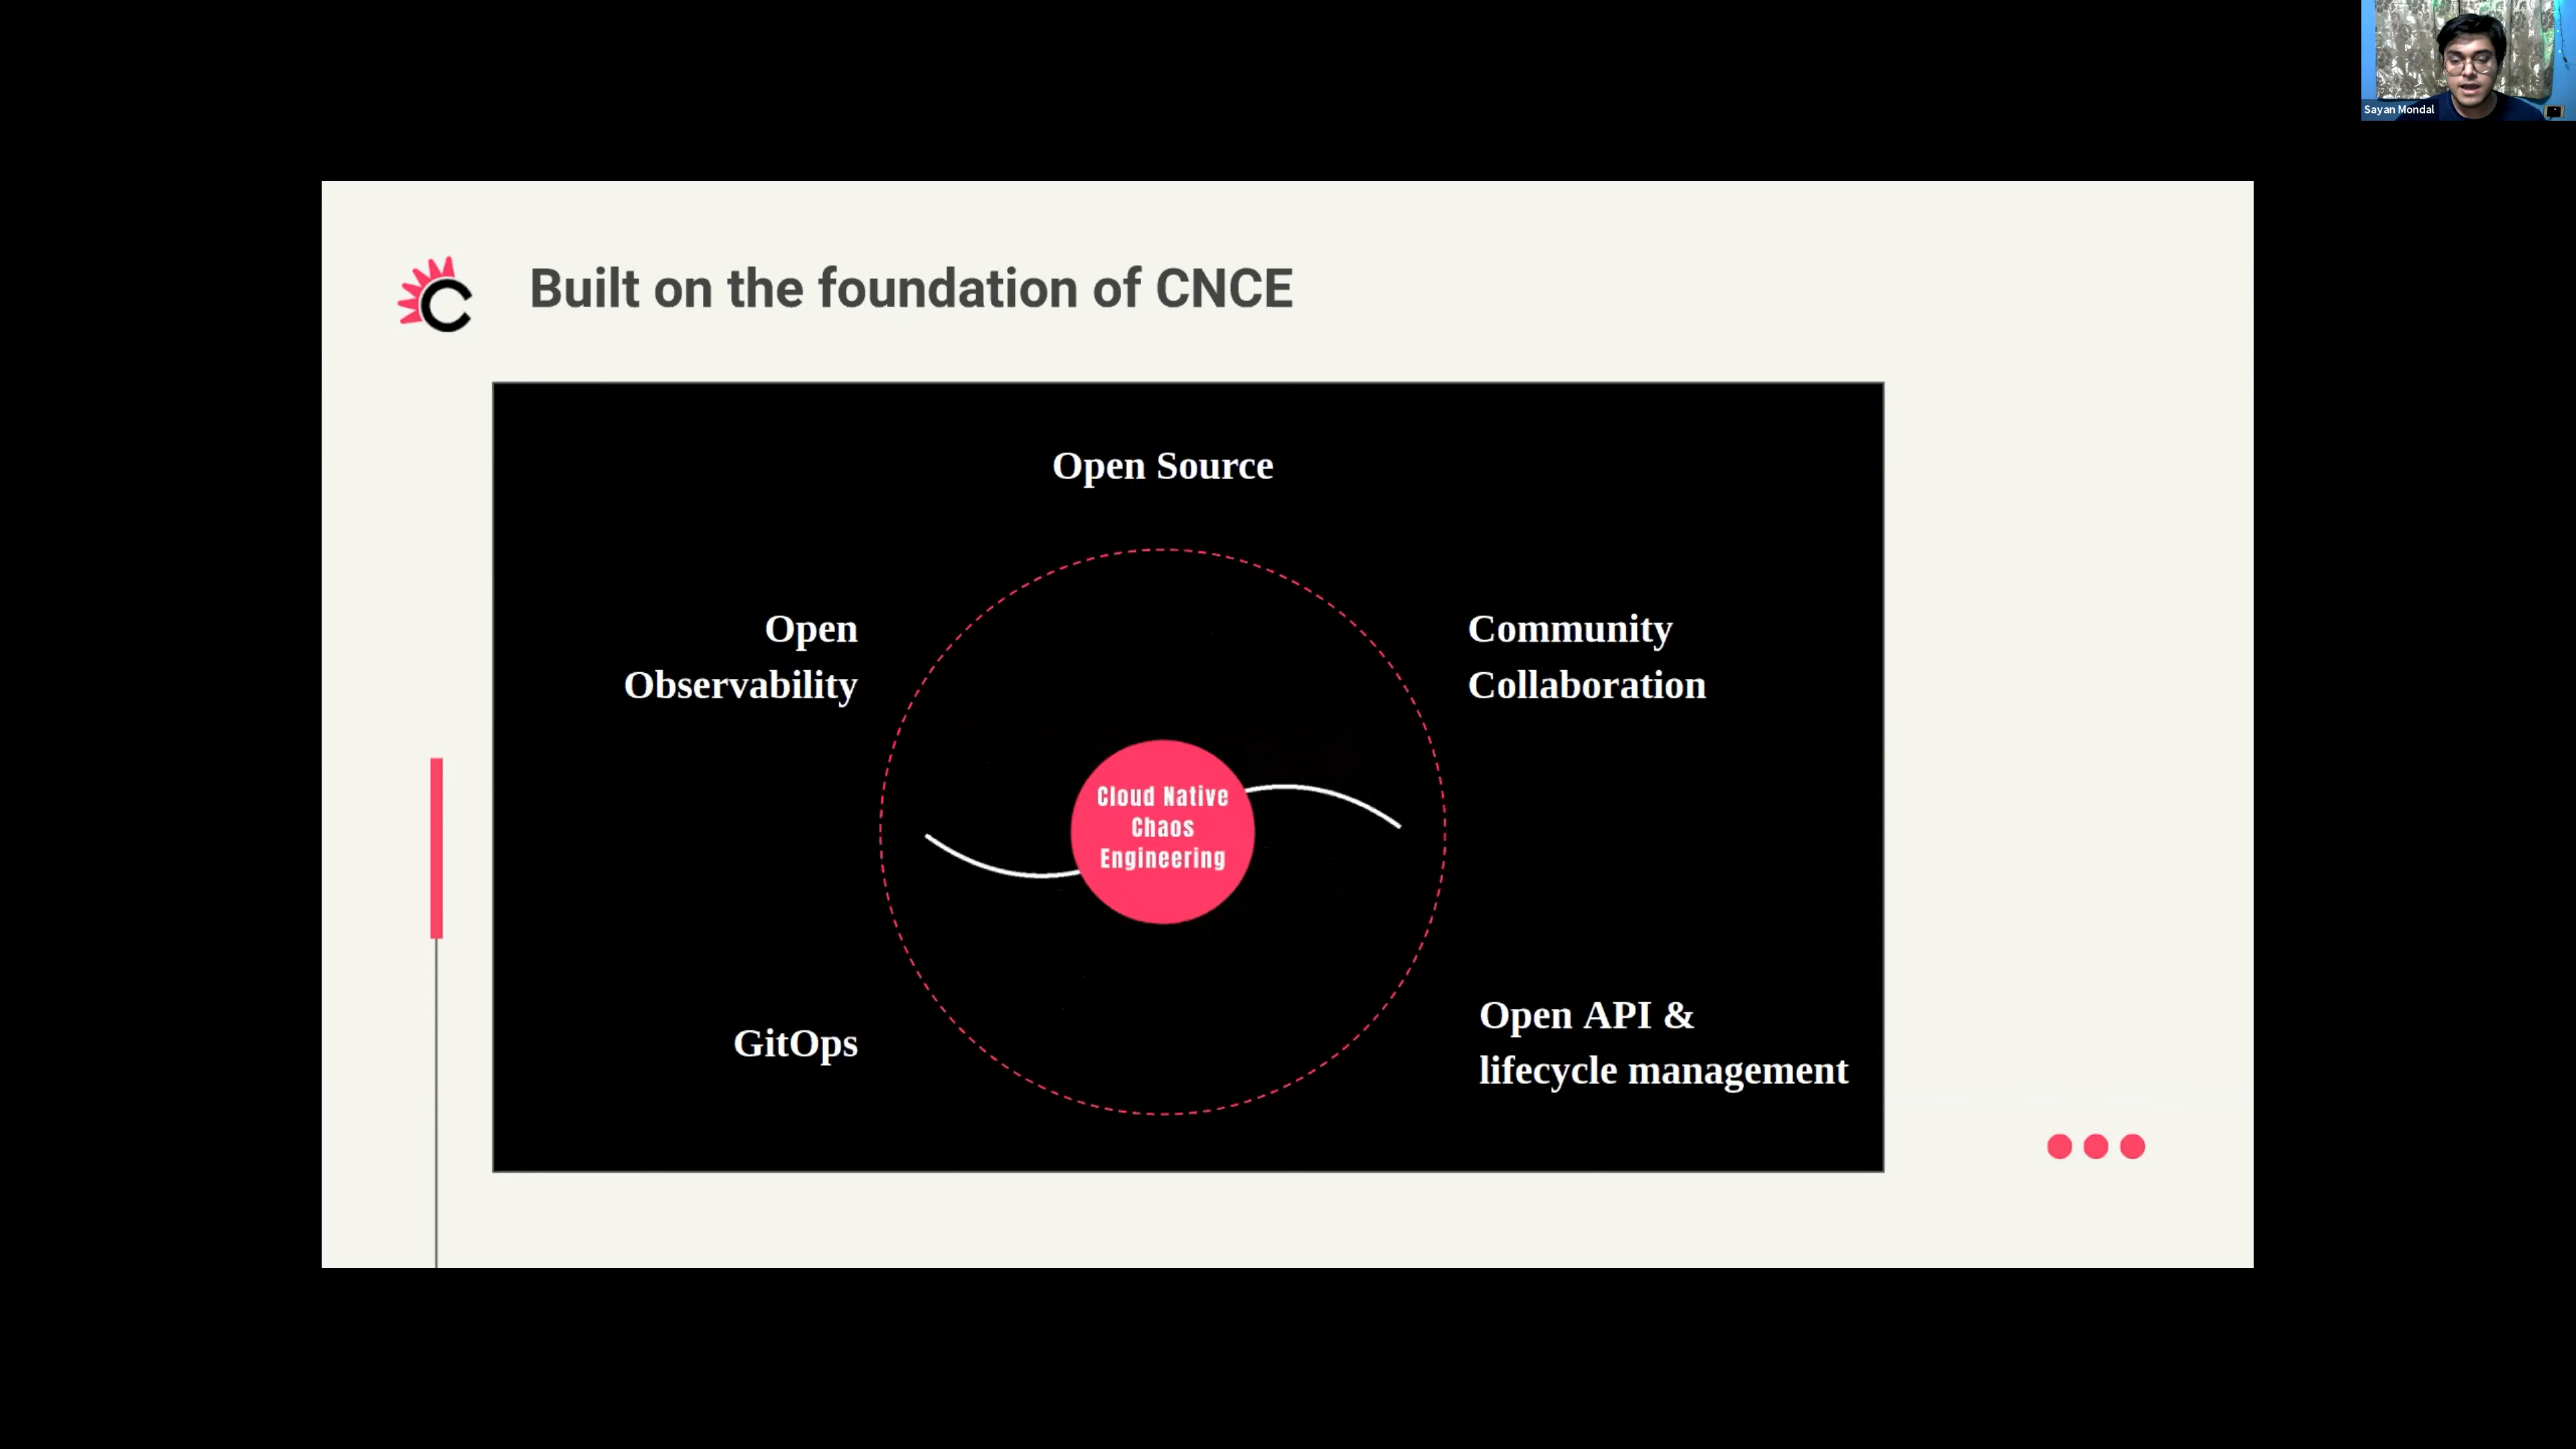 Sayan Mondal
Built on the foundation of CNCE
Open Source
Open
Observability
Community
Collaboration
Cloud Native
Chaos
Engineering
GitOps
Open API &
lifecycle management